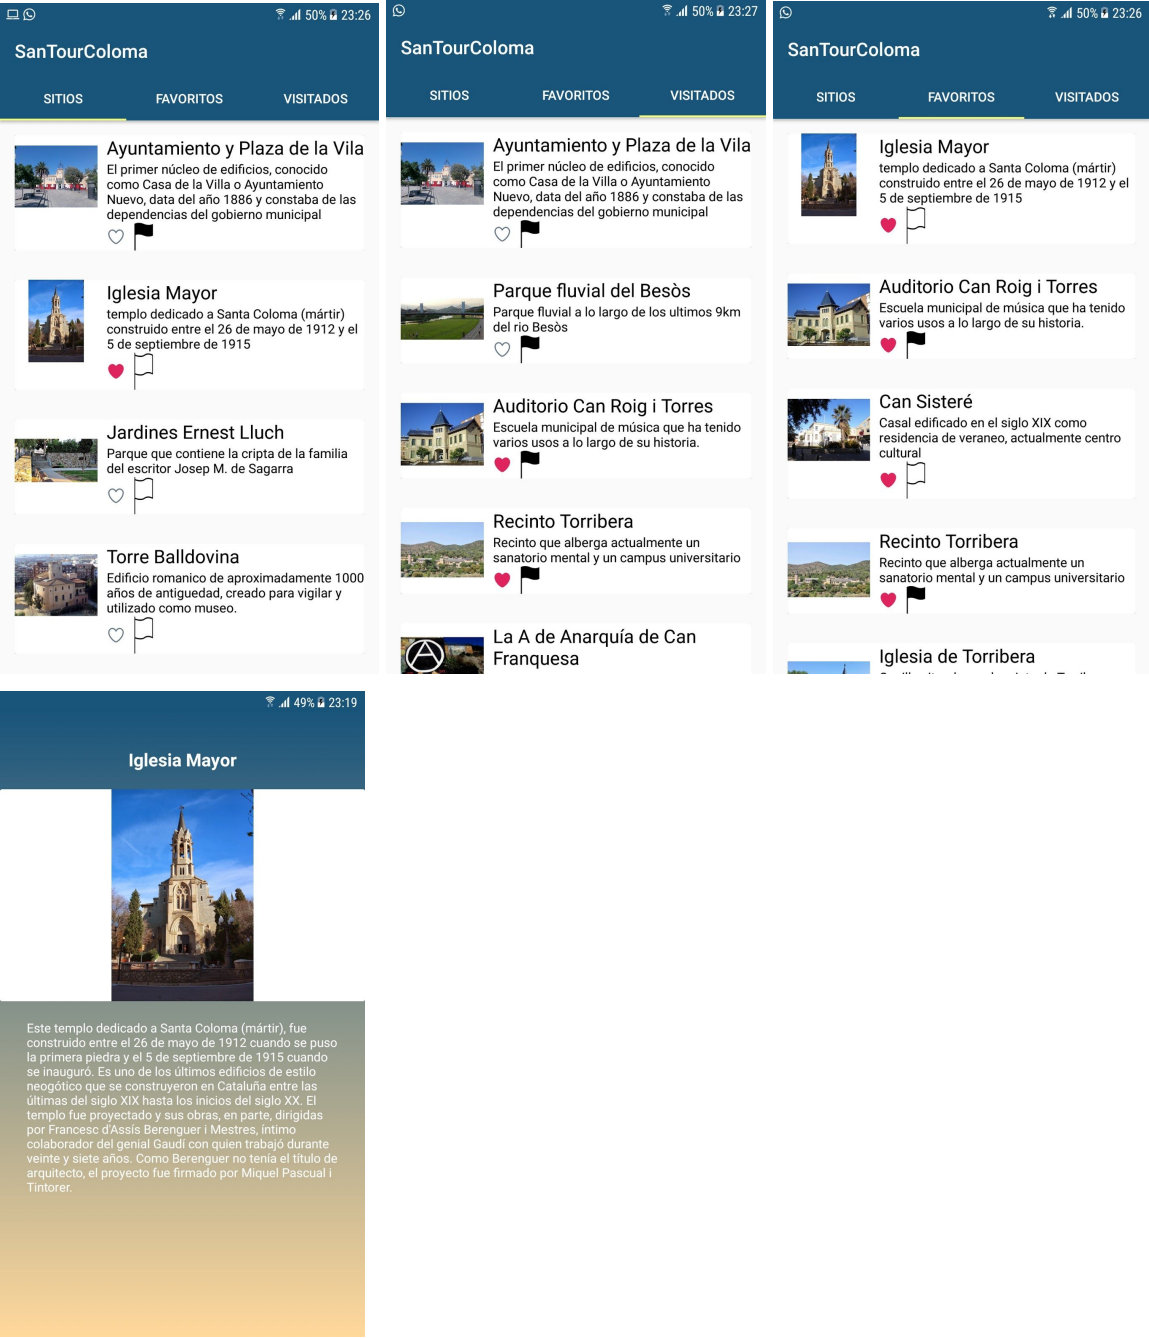 50% 23:26
SanTourColoma
SITIOS FAVORITOS VISITADOS
Ayuntamiento y Plaza de la Vila
El primer núcleo de edificios, conocido
como Casa de la Villa o Ayuntamiento
Nuevo, data del año 1886 y constaba de las
dependencias del gobierno municipal
Iglesia Mayor
templo dedicado a Santa Coloma (mártir)
construido entre el 26 de mayo de 1912 y el
5 de septiembre de 1915
Jardines Ernest Lluch
Parque que contiene la cripta de la familia
del escritor Josep M. de Sagarra
Torre Balldovina
Edificio romanico de aproximadamente 1000
años de antiguedad, creado para vigilar y
utilizado como museo.
50% 23:27
SanTourColoma
SITIOS FAVORITOS VISITADOS
Ayuntamiento y Plaza de la Vila
El primer núcleo de edificios, conocido
como Casa de la Villa o Ayuntamiento
Nuevo, data del año 1886 y constaba de las
dependencias del gobierno municipal
Parque fluvial del Besòs
Parque fluvial a lo largo de los ultimos 9km
del rio Besòs
Auditorio Can Roig i Torres
Escuela municipal de música que ha tenido
varios usos a lo largo de su historia.
Recinto Torribera
Recinto que alberga actualmente un
sanatorio mental y un campus universitario
La A de Anarquía de Can
Franquesa
50% 23:26
SanTourColoma
SITIOS FAVORITOS VISITADOS
Iglesia Mayor
templo dedicado a Santa Coloma (mártir)
construido entre el 26 de mayo de 1912 y el
5 de septiembre de 1915
Auditorio Can Roig i Torres
Escuela municipal de música que ha tenido
varios usos a lo largo de su historia.
Can Sisteré
Casal edificado en el siglo XIX como
residencia de veraneo, actualmente centro
cultural
Recinto Torribera
Recinto que alberga actualmente un
sanatorio mental y un campus universitario
Iglesia de Torribera
49% 23:19
Iglesia Mayor
Este templo dedicado a Santa Coloma (mártir), fue
construido entre el 26 de mayo de 1912 cuando se puso
la primera piedra y el 5 de septiembre de 1915 cuando
se inauguró. Es uno de los últimos edificios de estilo
neogótico que se construyeron en Cataluña entre las
últimas del siglo XIX hasta los inicios del siglo XX. El
templo fue proyectado y sus obras, en parte, dirigidas
por Francesc d'Assís Berenguer i Mestres, íntimo
colaborador del genial Gaudí con quien trabajó durante
veinte y siete años. Como Berenguer no tenía el título de
arquitecto, el proyecto fue firmado por Miquel Pascual i
Tintorer.